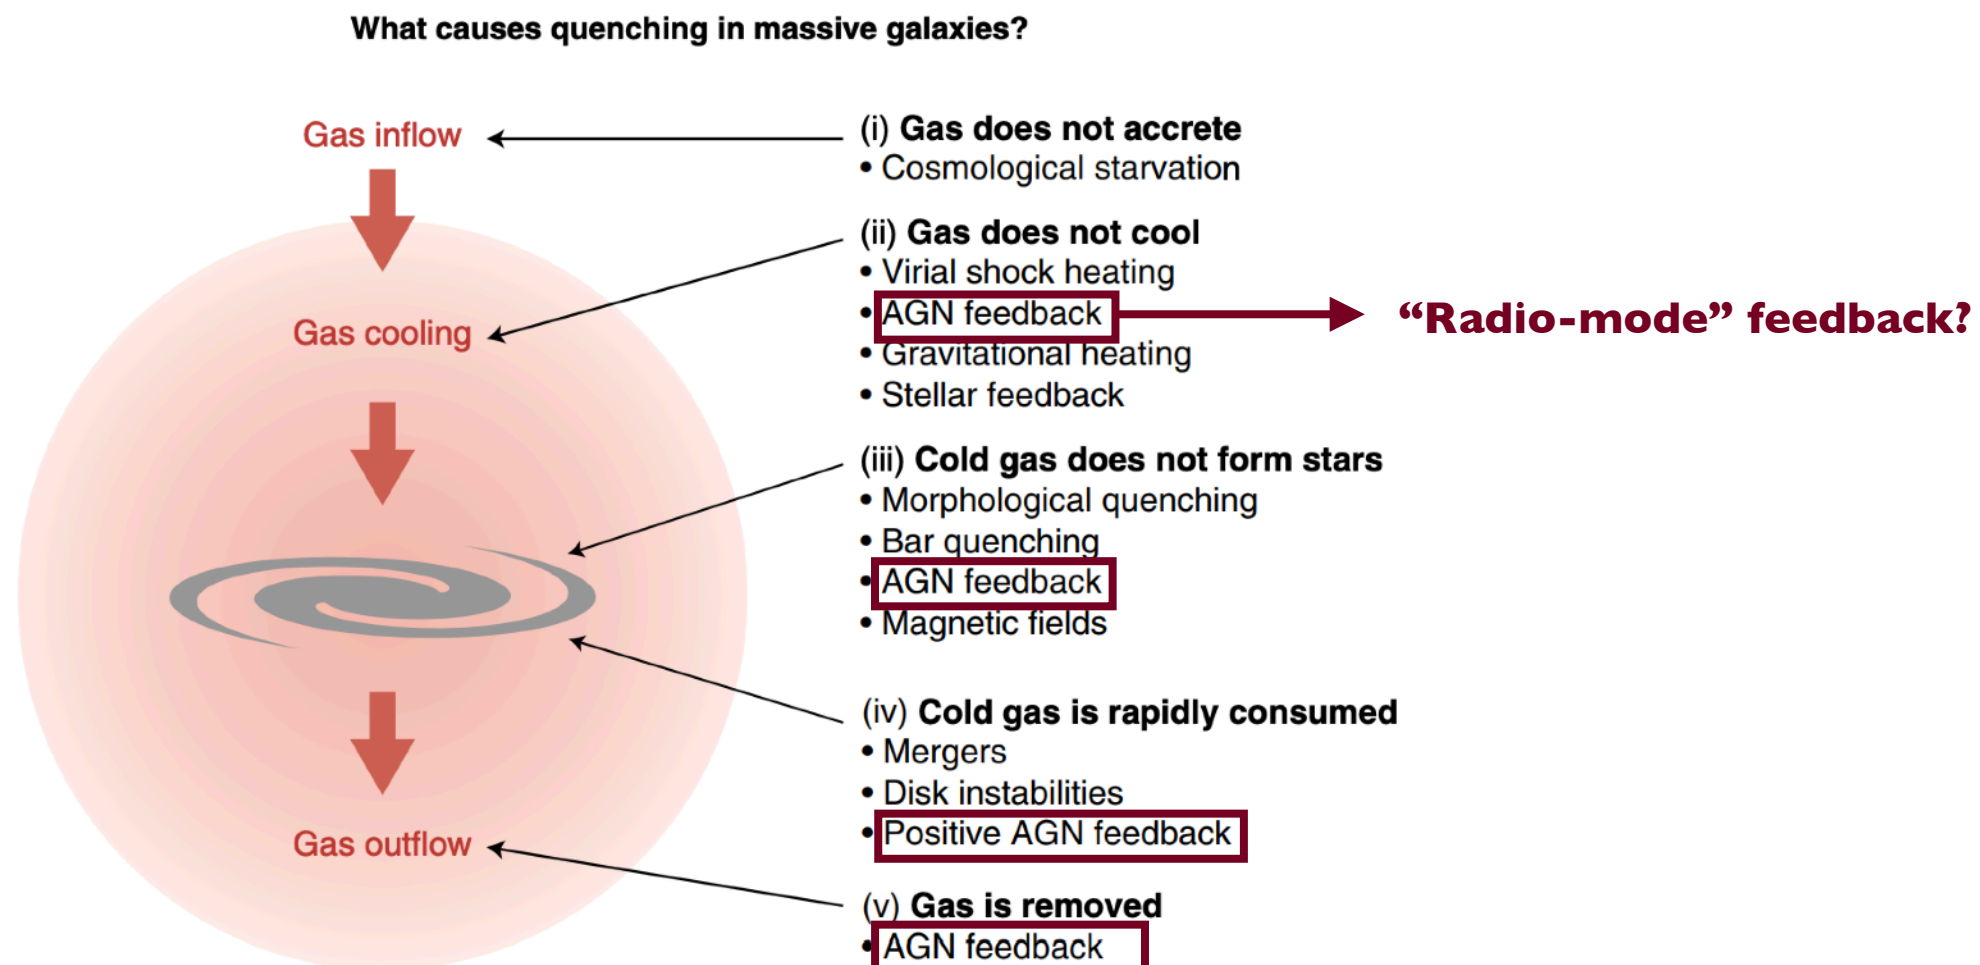 What causes quenching in massive galaxies?
Gas inflow
(i) Gas does not accrete
• Cosmological starvation
(ii) Gas does not cool
• Virial shock heating
• AGN feedback
“Radio-mode” feedback?
Gas cooling
• Gravitational heating
• Stellar feedback
(iii) Cold gas does not form stars
• Morphological quenching
• Bar quenching
• AGN feedback
• Magnetic fields
(iv) Cold gas is rapidly consumed
• Mergers
• Disk instabilities
• Positive AGN feedback
Gas outflow
(v) Gas is removed
• AGN feedback